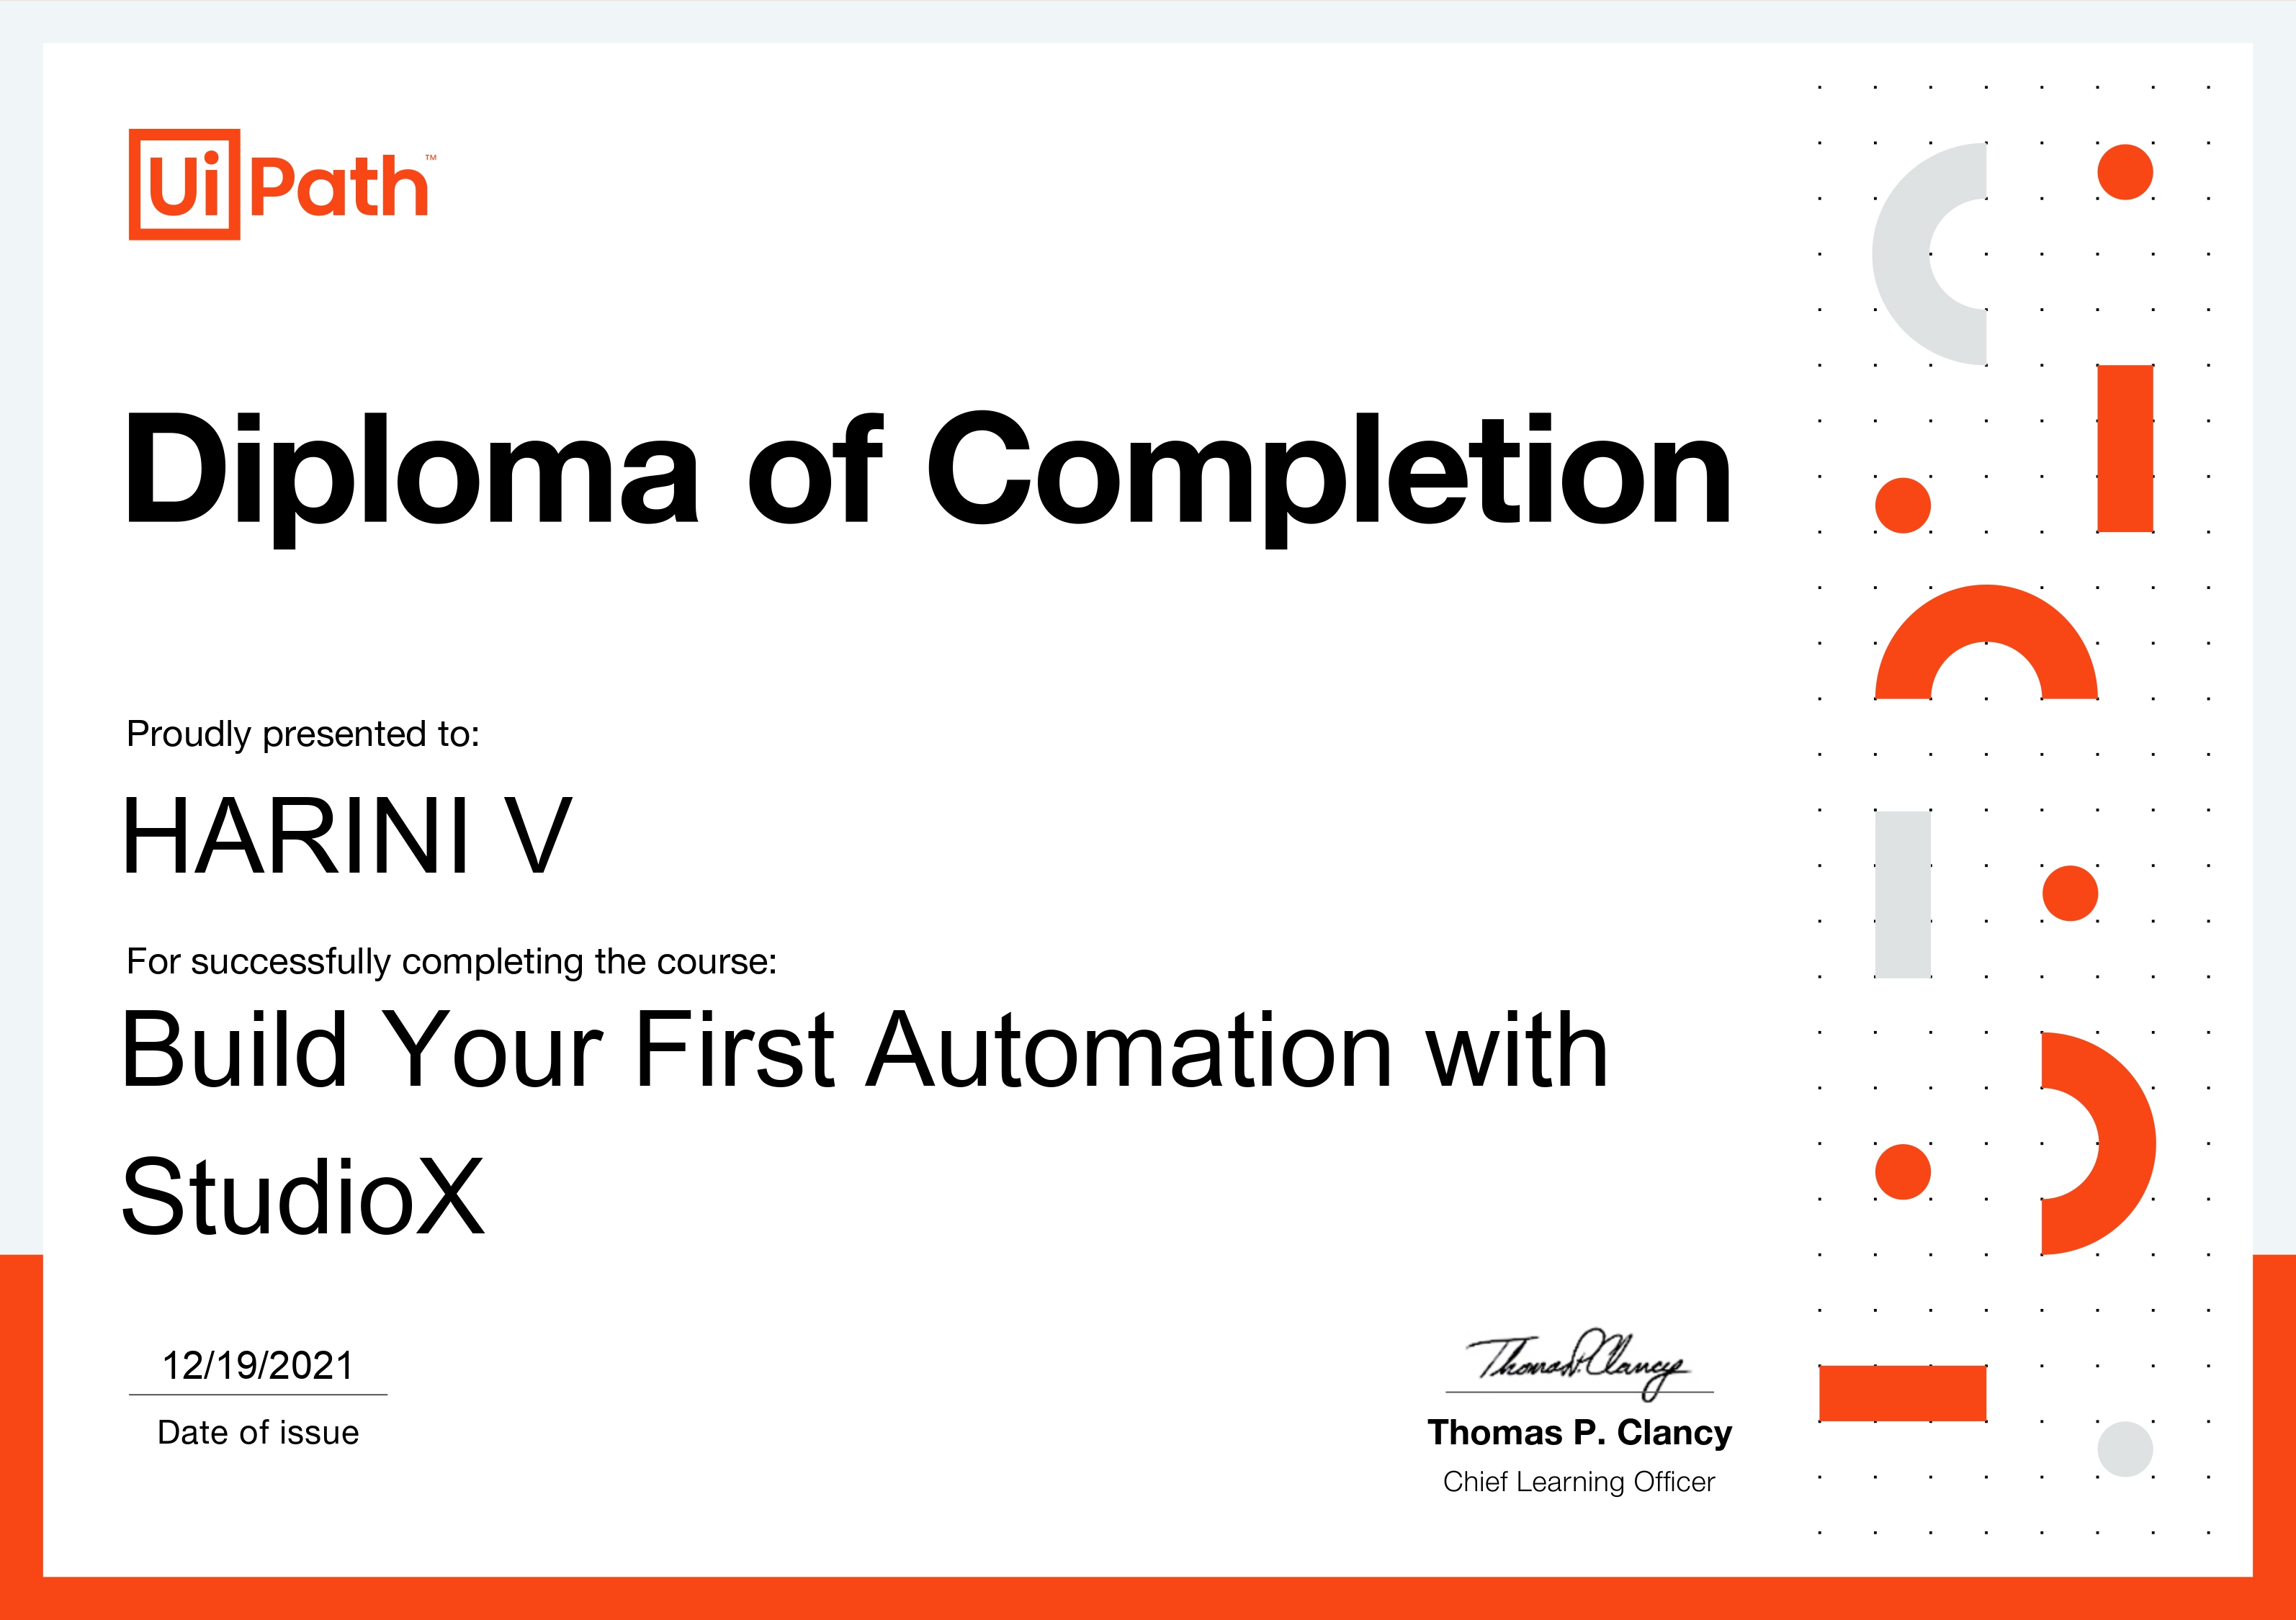 UiPath™
Diploma of Completion
Proudly presented to:
HARINI V
For successfully completing the course:
Build Your First Automation with
StudioX
12/19/2021
Date of issue
Thomas P. Clancy
Thomas P. Clancy
Chief Learning Officer